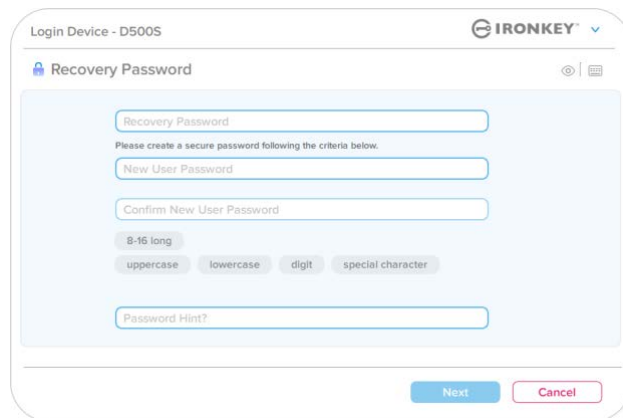 Login Device - D500S
IRONKEY™
Recovery Password
Recovery Password
Please create a secure password following the criteria below.
New User Password
Confirm New User Password
8-16 long
uppercase lowercase digit special character
Password Hint?
Next Cancel